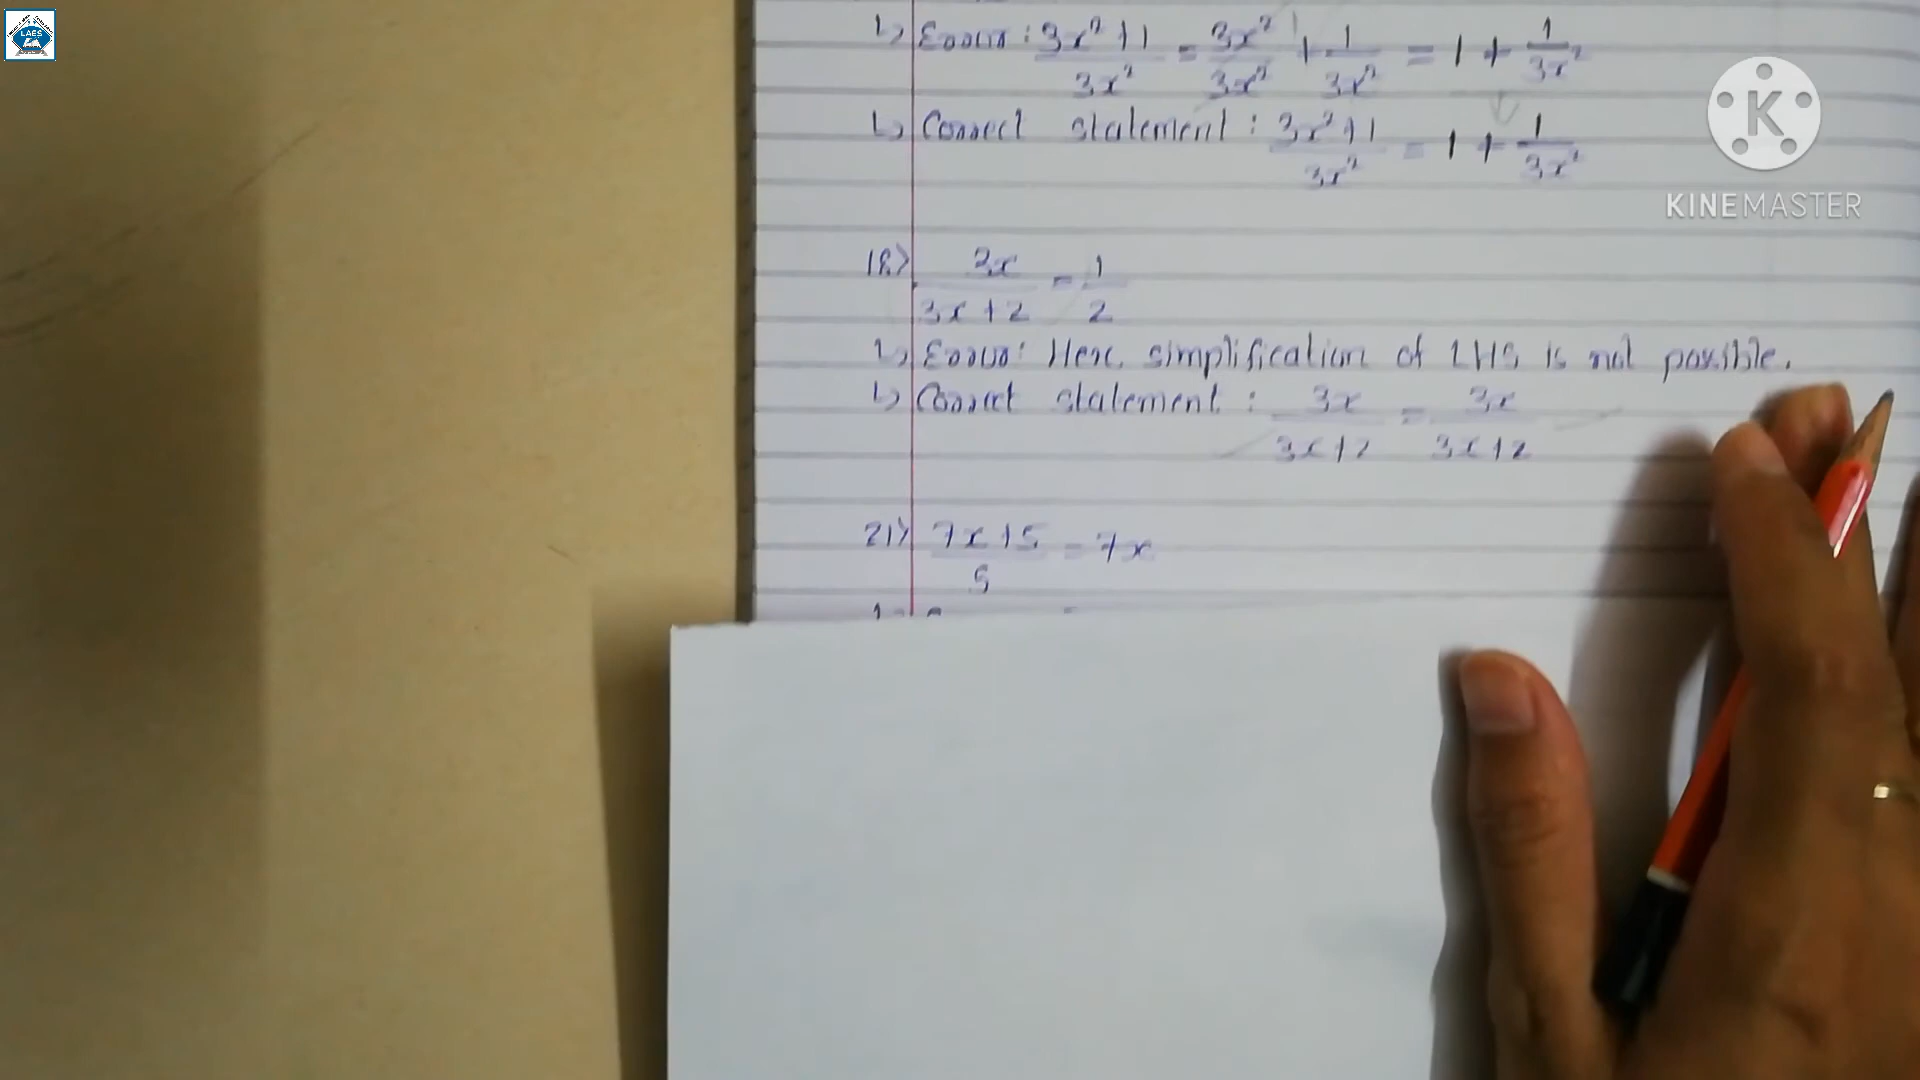 LAES
↳ Error: 3x²+1/3x² = 3x²/3x² + 1/3x² = 1 + 1/3x²
↳ Correct statement: 3x²+1/3x² = 1 + 1/3x²
K
KINEMASTER
18) 3x/3x+2 = 1/2
↳ Error: Here simplification of LHS is not possible.
↳ Correct statement: 3x/3x+2 = 3x/3x+2
21) 7x+5/5 = 7x